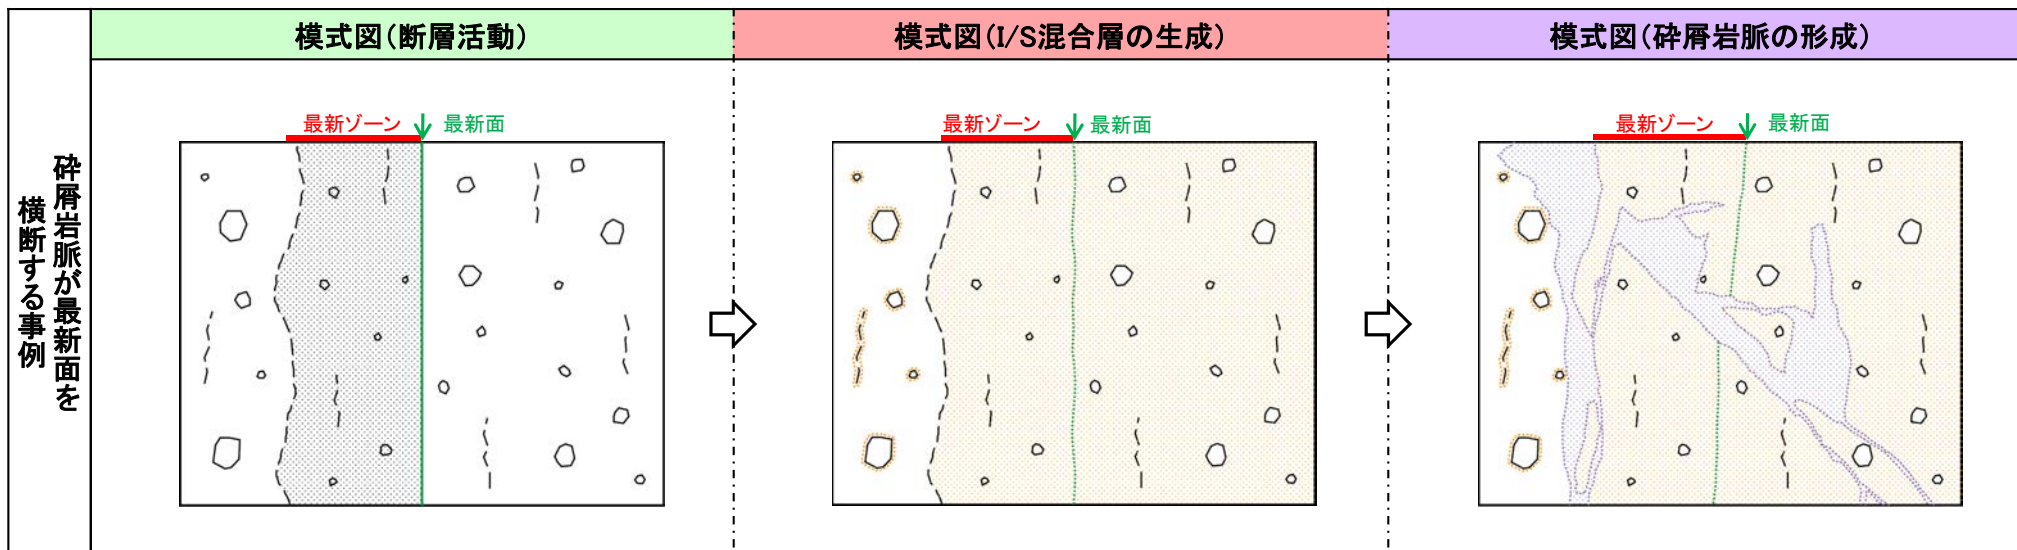 模式図(断層活動)
模式図(I/S混合層の生成)
模式図(砕屑岩脈の形成)
砕屑岩脈が最新面を
横断する事例
最新ゾーン
最新面
最新ゾーン
最新面
最新ゾーン
最新面